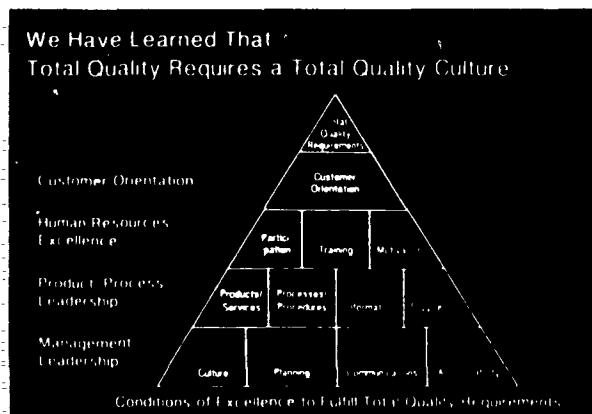 We Have Learned That
Total Quality Requires a Total Quality Culture
Quality
Requirements
Customer Orientation
Customer
Orientation
Human Resources
Excellence
Partici-
pation
Training
Product Process
Leadership
Products/
Services
Processes/
Procedures
Management
Leadership
Culture
Planning
Conditions of Excellence to Fulfill Total Quality Requirements